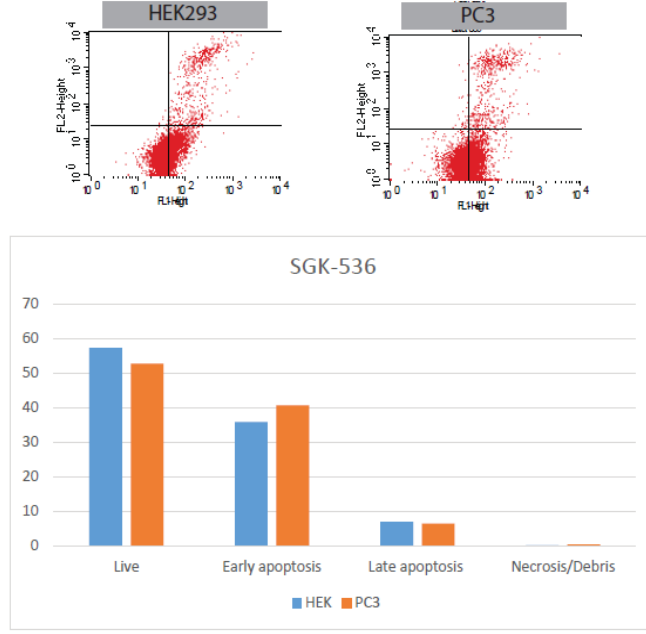 HEK293
PC3
10^4
10^3
10^2
10^1
10^0
FL2-Height
10^0 10^1 10^2 10^3 10^4
FL1-Height
10^4
10^3
10^2
10^1
10^0
FL2-Height
10^0 10^1 10^2 10^3 10^4
FL1-Height
SGK-536
70
60
50
40
30
20
10
0
Live Early apoptosis Late apoptosis Necrosis/Debris
HEK PC3